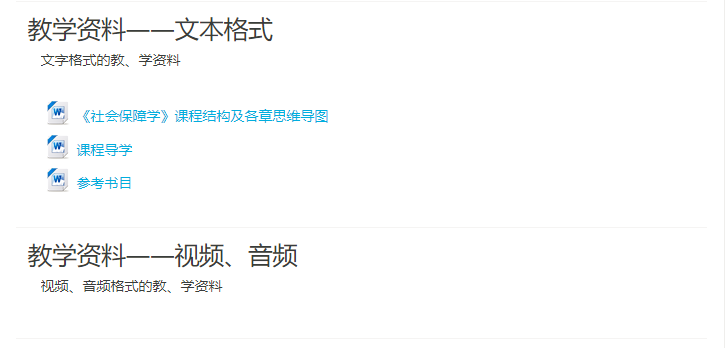 教学资料——文本格式
文字格式的教、学资料
《社会保障学》课程结构及各章思维导图
课程导学
参考书目
教学资料——视频、音频
视频、音频格式的教、学资料